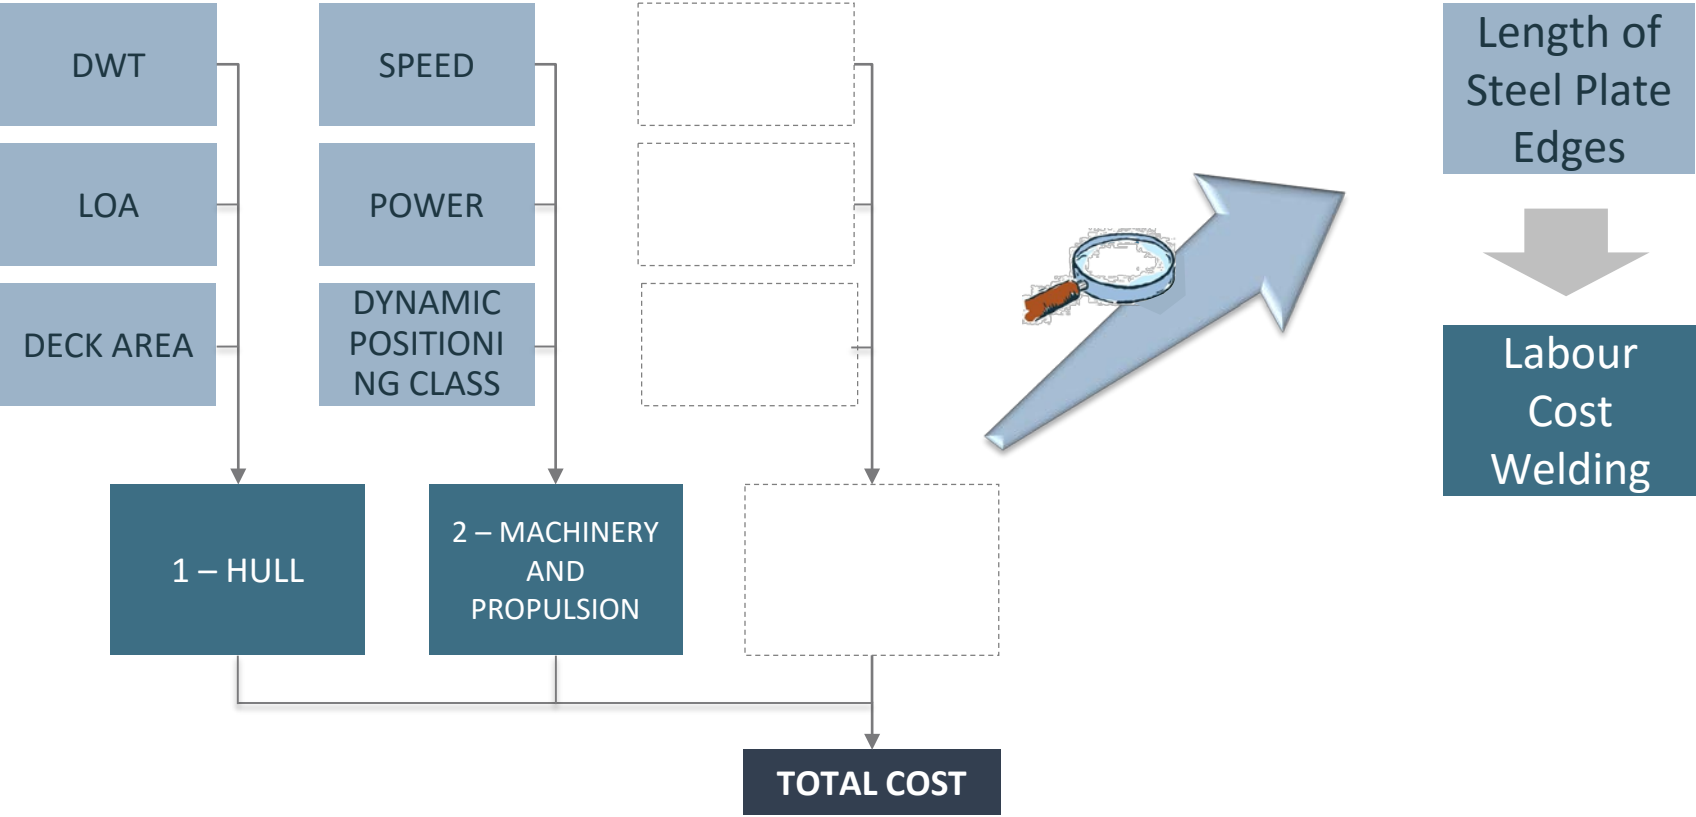 DWT
LOA
DECK AREA
SPEED
POWER
DYNAMIC
POSITIONI
NG CLASS
1 – HULL
2 – MACHINERY
AND
PROPULSION
TOTAL COST
Length of
Steel Plate
Edges
Labour
Cost
Welding